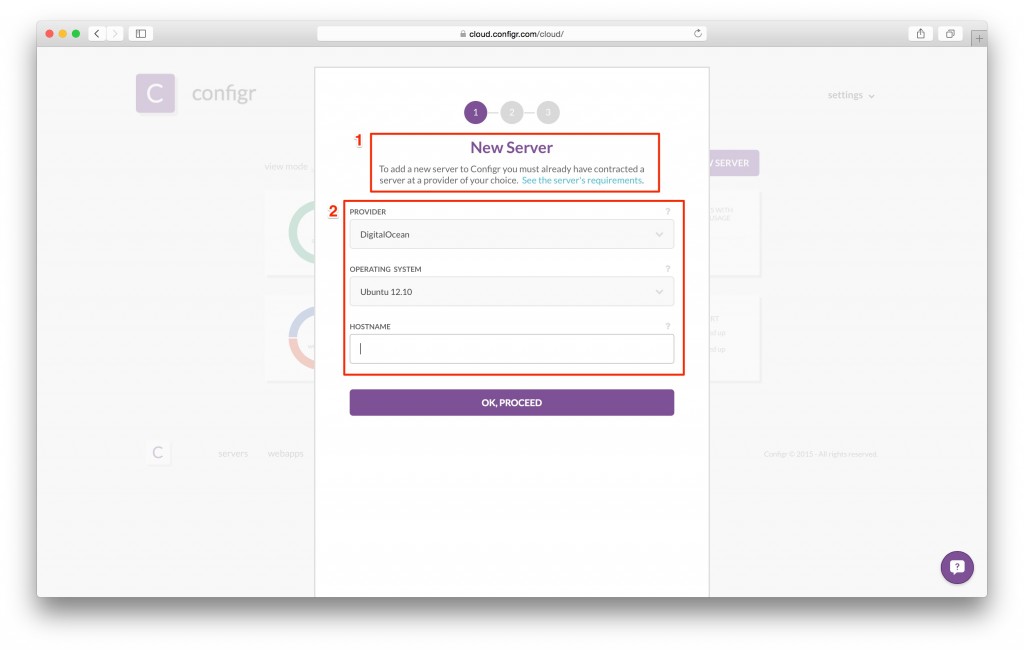 cloud.configr.com/cloud/
C configr
settings
1 2 3
1
New Server
To add a new server to Configr you must already have contracted a
server at a provider of your choice. See the server's requirements.
view mode
SERVER
2
PROVIDER ?
DigitalOcean
OPERATING SYSTEM ?
Ubuntu 12.10
HOSTNAME ?
OK, PROCEED
C servers webapps
Configr © 2015 - All rights reserved.